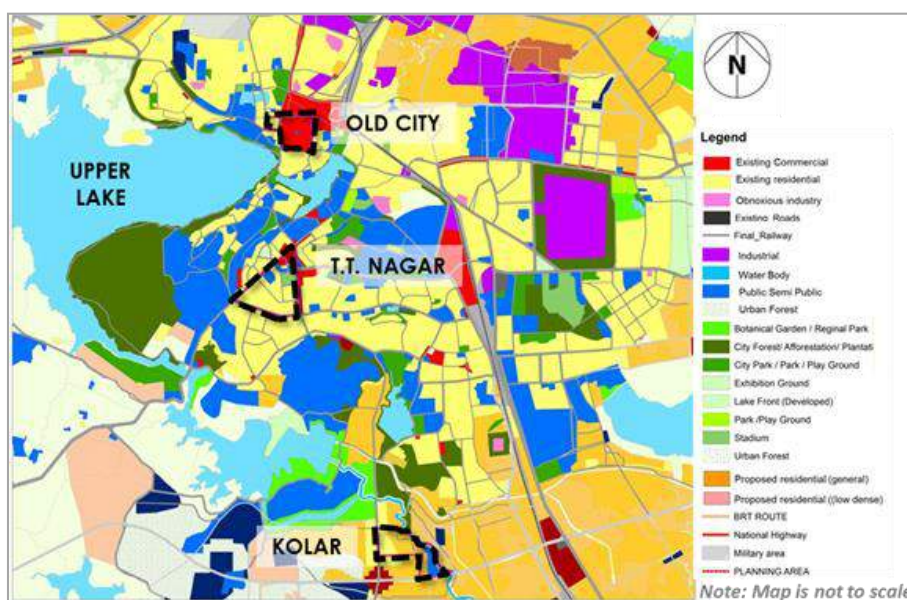 OLD CITY
UPPER
LAKE
T.T. NAGAR
KOLAR
N
Legend
Existing Commercial
Existing residential
Obnoxious industry
Existino Roads
Final_Railway
Industrial
Water Body
Public Semi Public
Urban Forest
Botanical Garden / Reginal Park
City Forest/ Afforestation/ Plantati
City Park / Park / Play Ground
Exhibition Ground
Lake Front (Developed)
Park /Play Ground
Stadium
Urban Forest
Proposed residential (general)
Proposed residential ((low dense)
BRT ROUTE
National Highway
Military area
PLANNING AREA
Note: Map is not to scale